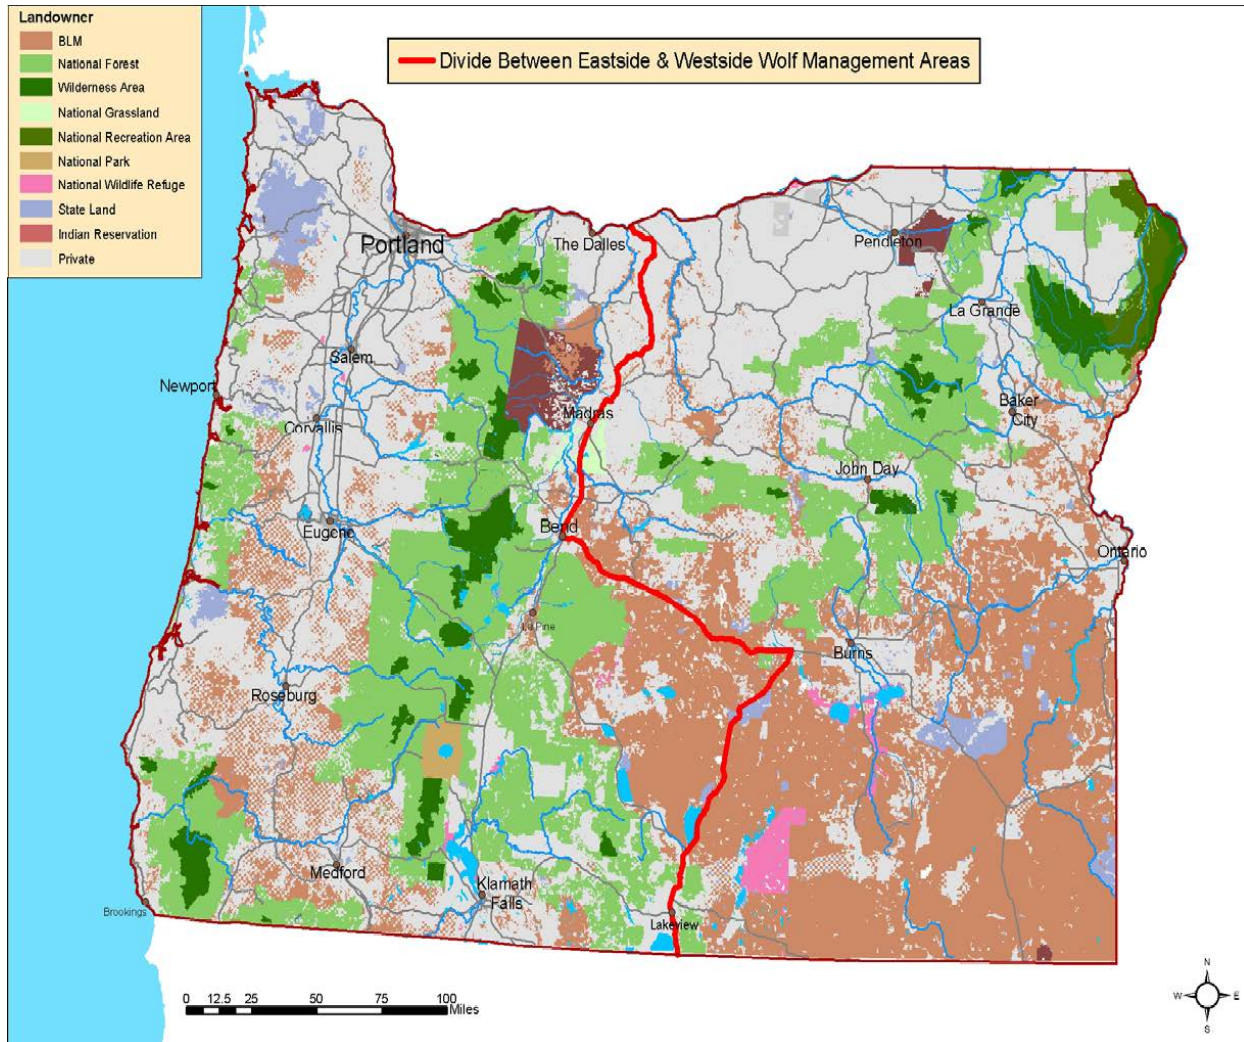 Landowner
BLM
National Forest
Wilderness Area
National Grassland
National Recreation Area
National Park
National Wildlife Refuge
State Land
Indian Reservation
Private
Divide Between Eastside & Westside Wolf Management Areas
Portland
The Dalles
Pendleton
La Grande
Salem
Newport
Madras
Baker
City
Corvallis
John Day
Bend
Eugene
Ontario
La Pine
Burns
Roseburg
Medford
Klamath
Falls
Brookings
Lakeview
0 12.5 25 50 75 100
Miles
N
W E
S